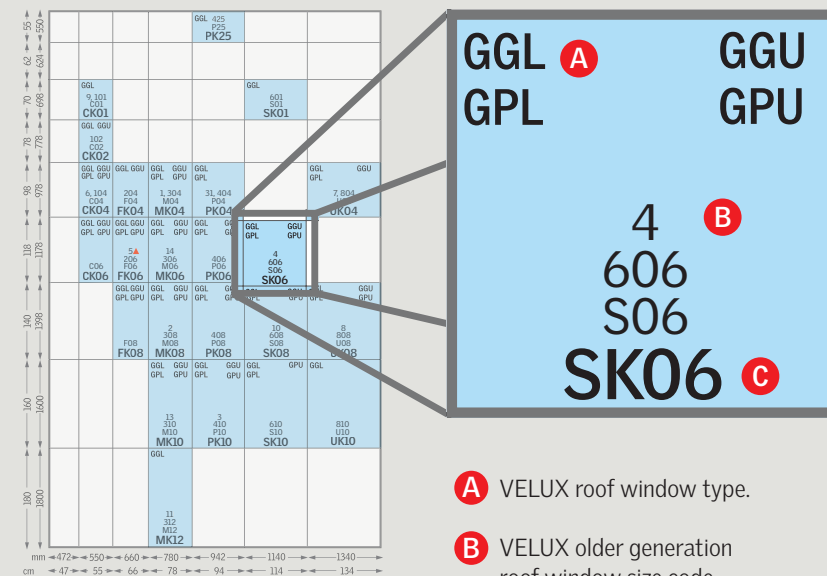 55 550
GGL 425
P25
PK25
62 624
70 698
GGL
9, 101
C01
CK01
GGL
601
S01
SK01
78 778
GGL GGU
102
C02
CK02
98 978
GGL GGU
GPL GPU
6, 104
C04
CK04
GGL GGU
GPL GPU
204
F04
FK04
GGL GGU
GPL GPU
1, 304
M04
MK04
GGL
GPL
31, 404
P04
PK04
GGL GGU
GPL
7, 804
UK04
118 1178
GGL GGU
GPL GPU
C06
CK06
GGL GGU
GPL GPU
5▲
206
F06
FK06
GGL GGU
GPL GPU
14
306
M06
MK06
GGL
GPL
406
P06
PK06
GGL GGU
GPL GPU
4
606
S06
SK06
140 1398
GGL GGU
GPL GPU
F08
FK08
GGL GGU
GPL GPU
2
308
M08
MK08
GGL
GPL GPU
408
P08
PK08
GPL GPU
10
608
S08
SK08
GGU
GPU
8
808
U08
160 1600
GGL GPU
GPL GPU
13
310
M10
MK10
GGL GGU
GPL GPU
3
410
P10
PK10
GGL GPU
GPL
610
S10
SK10
GGL
810
U10
UK10
180 1800
GGL
11
312
M12
MK12
mm 472 550 660 780 942 1140 1340
cm 47 55 66 78 94 114 134
GGL A GGU
GPL GPU
4 B
606
S06
SK06 C
A VELUX roof window type.
B VELUX older generation
roof window size code